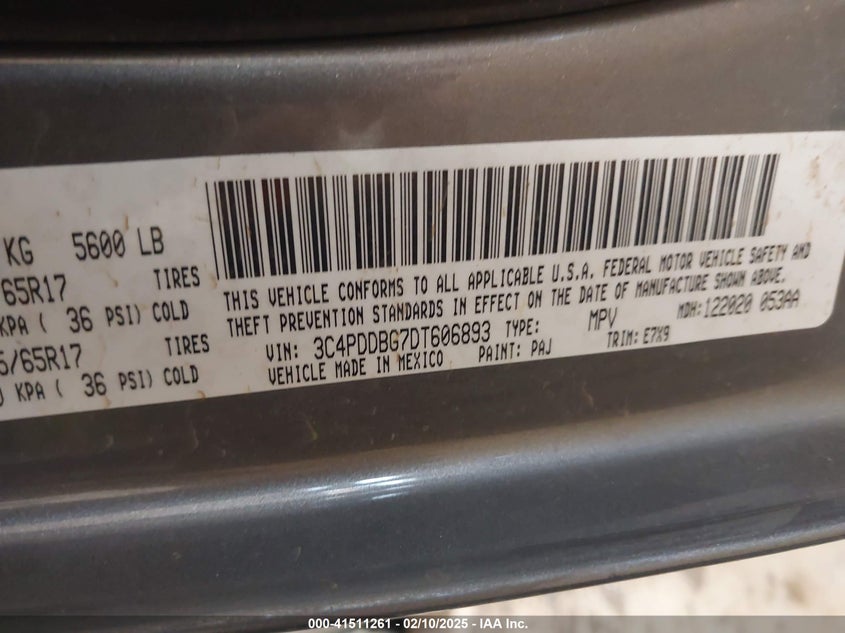 KG 5600 LB
65R17 TIRES
KPA ( 36 PSI) COLD
/65R17 TIRES
KPA ( 36 PSI) COLD
THIS VEHICLE CONFORMS TO ALL APPLICABLE U.S.A. FEDERAL MOTOR VEHICLE SAFETY AND
THEFT PREVENTION STANDARDS IN EFFECT ON THE DATE OF MANUFACTURE SHOWN ABOVE.
VIN: 3C4PDDBG7DT606893 TYPE: MPV MDH: 122020 053AA
VEHICLE MADE IN MEXICO PAINT: PAJ TRIM: E7X9
000-41511261 - 02/10/2025 - IAA Inc.